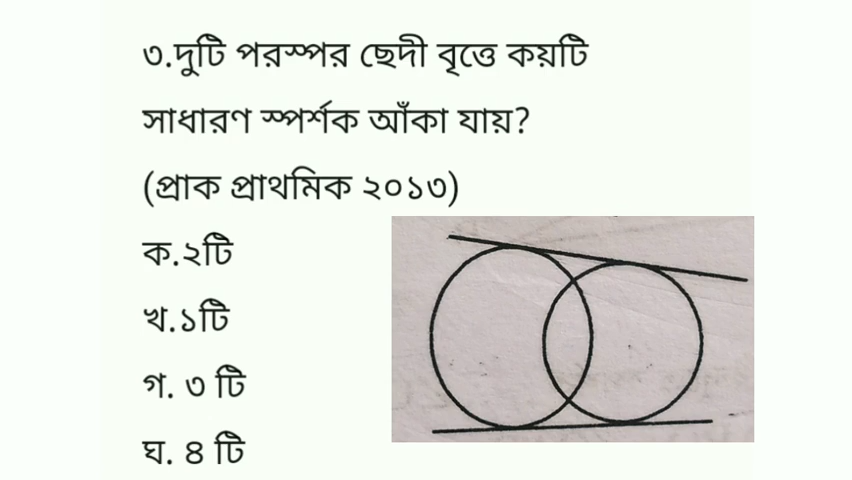 ৩.দুটি পরস্পর ছেদী বৃত্তে কয়টি
সাধারণ স্পর্শক আঁকা যায়?
(প্রাক প্রাথমিক ২০১৩)
ক.২টি
খ.১টি
গ. ৩ টি
ঘ. ৪ টি